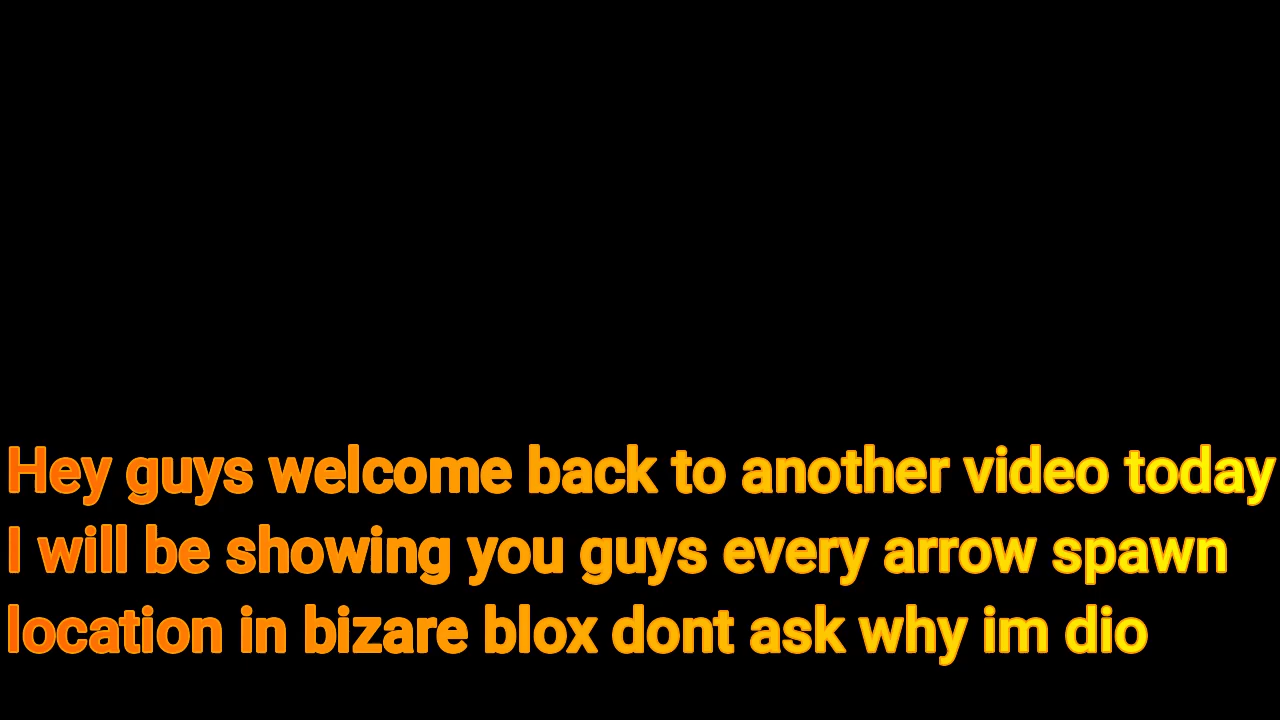 Hey guys welcome back to another video today
I will be showing you guys every arrow spawn
location in bizare blox dont ask why im dio